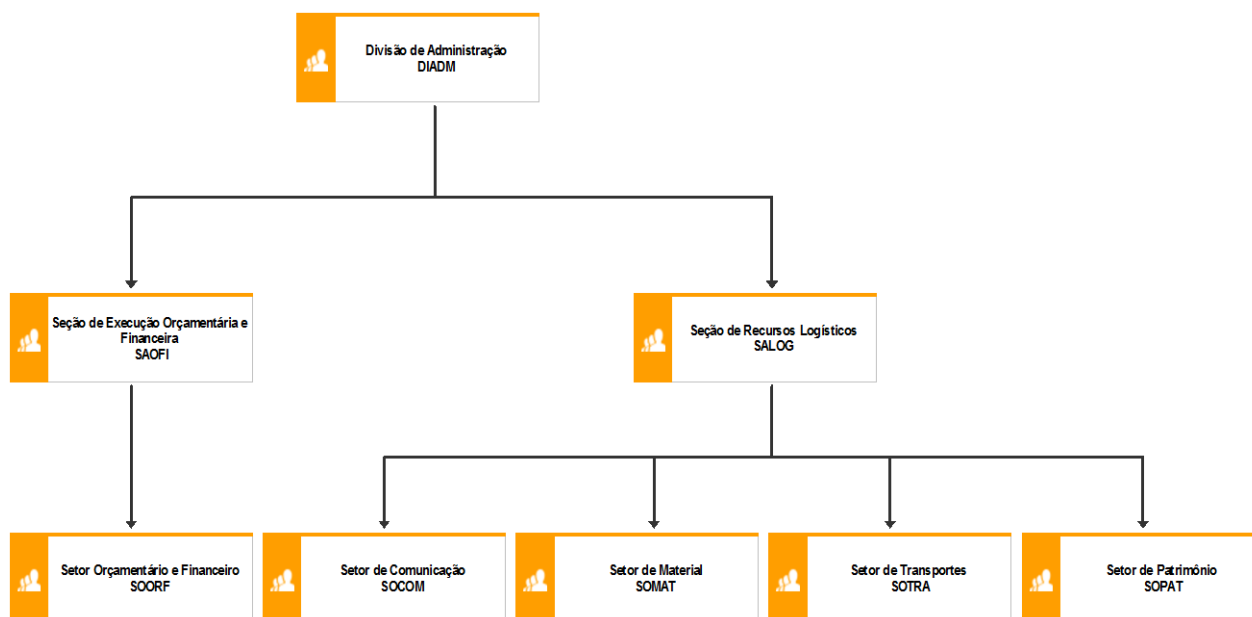 Divisão de Administração
DIADM
Seção de Execução Orçamentária e
Financeira
SAOFI
Seção de Recursos Logísticos
SALOG
Setor Orçamentário e Financeiro
SOORF
Setor de Comunicação
SOCOM
Setor de Material
SOMAT
Setor de Transportes
SOTRA
Setor de Patrimônio
SOPAT